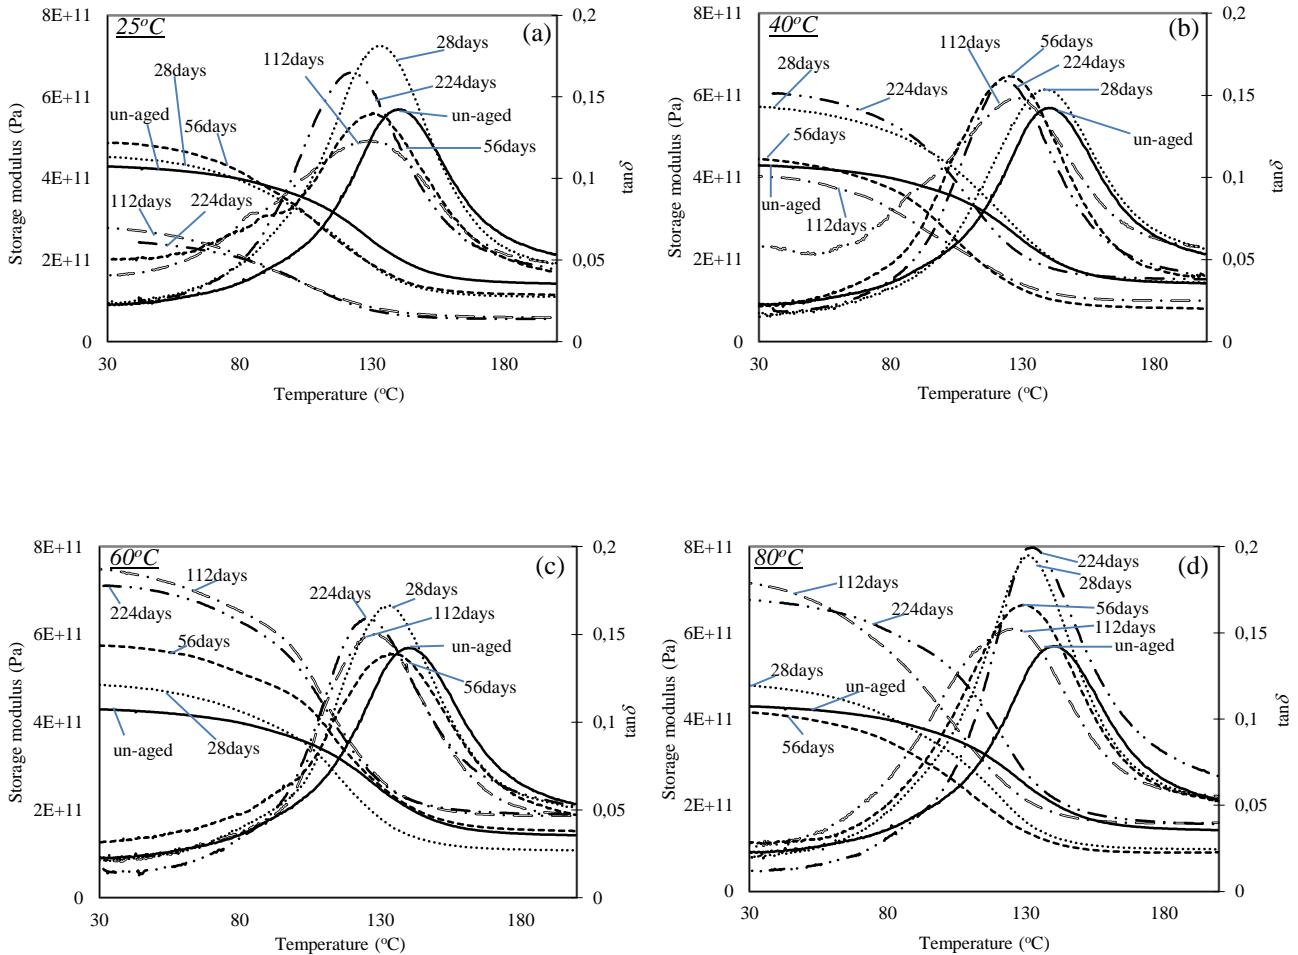 25°C
(a)
8E+11
6E+11
4E+11
2E+11
0
Storage modulus (Pa)
0,2
0,15
0,1
0,05
0
tanδ
30
80
130
180
Temperature (°C)
28days
112days
28days
224days
un-aged
un-aged
56days
56days
112days
224days
40°C
(b)
8E+11
6E+11
4E+11
2E+11
0
Storage modulus (Pa)
0,2
0,15
0,1
0,05
0
tanδ
30
80
130
180
Temperature (°C)
112days
56days
28days
224days
224days
28days
56days
un-aged
un-aged
112days
60°C
(c)
8E+11
6E+11
4E+11
2E+11
0
Storage modulus (Pa)
0,2
0,15
0,1
0,05
0
tanδ
30
80
130
180
Temperature (°C)
112days
224days
28days
224days
112days
56days
un-aged
56days
un-aged
28days
80°C
(d)
8E+11
6E+11
4E+11
2E+11
0
Storage modulus (Pa)
0,2
0,15
0,1
0,05
0
tanδ
30
80
130
180
Temperature (°C)
224days
112days
28days
224days
56days
112days
un-aged
28days
un-aged
56days